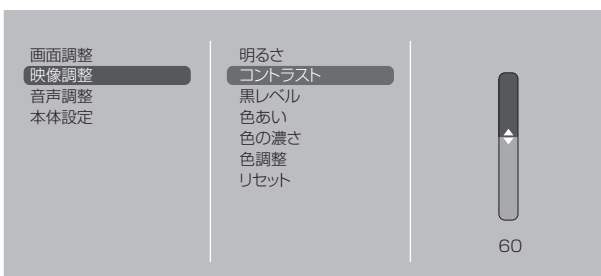 画面調整
映像調整
音声調整
本体設定
明るさ
コントラスト
黒レベル
色あい
色の濃さ
色調整
リセット
60